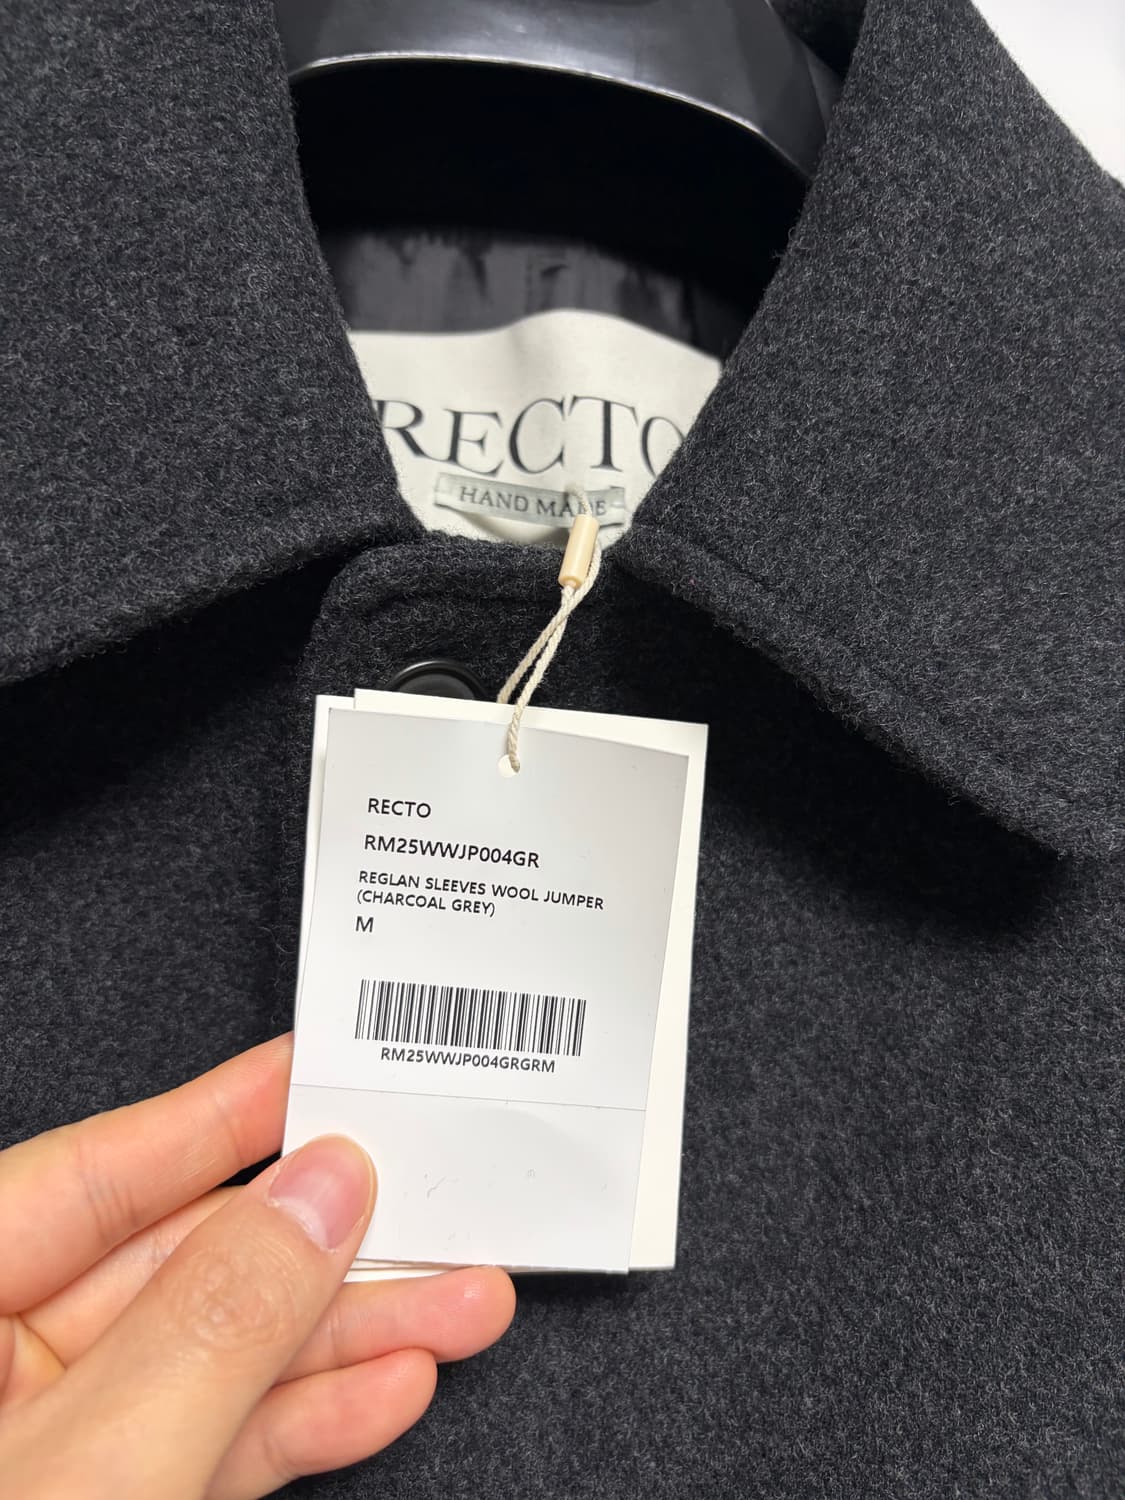 RECTO
HAND MADE
RECTO
RM25WWJP004GR
REGLAN SLEEVES WOOL JUMPER
(CHARCOAL GREY)
M
RM25WWJP004GRGRM